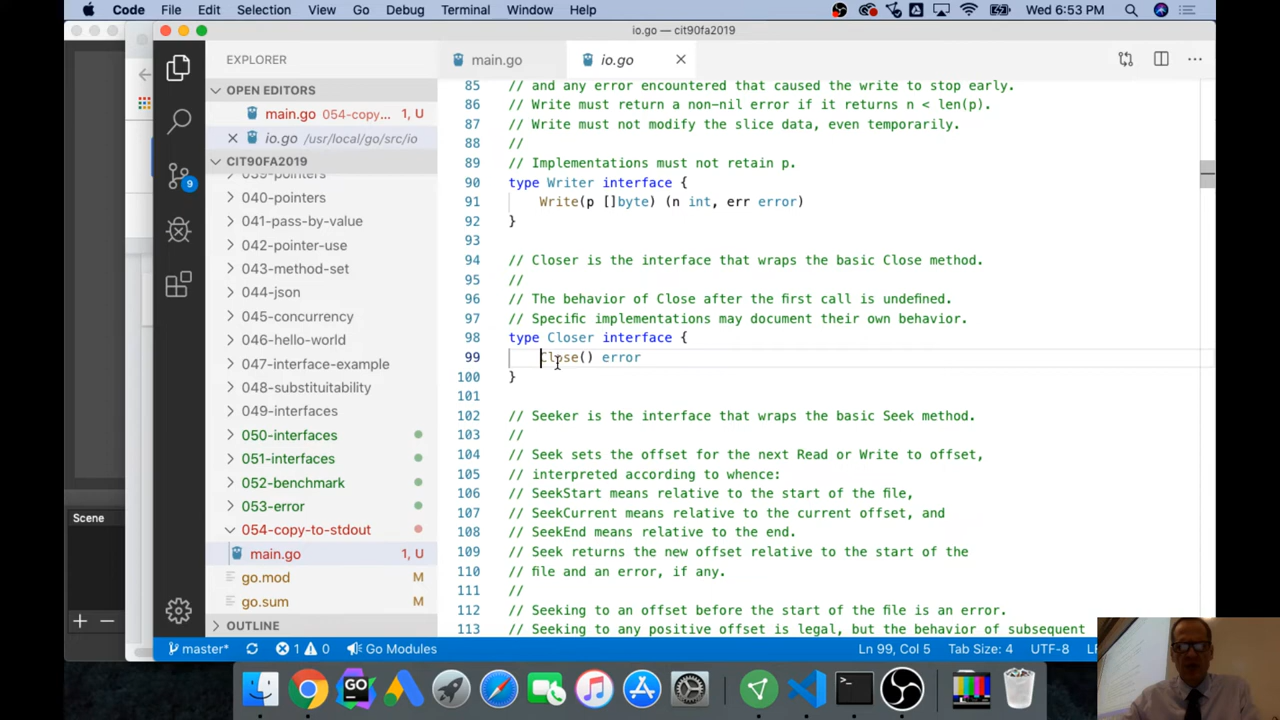 Code File Edit Selection View Go Debug Terminal Window Help Wed 6:53 PM
io.go — cit90fa2019
EXPLORER
main.go
io.go
OPEN EDITORS
main.go 054-copy... 1, U
io.go /usr/local/go/src/io
CIT90FA2019
039-pointers
040-pointers
041-pass-by-value
042-pointer-use
043-method-set
044-json
045-concurrency
046-hello-world
047-interface-example
048-substituitability
049-interfaces
050-interfaces
051-interfaces
052-benchmark
053-error
054-copy-to-stdout
main.go 1, U
go.mod M
go.sum M
OUTLINE
9
85 // and any error encountered that caused the write to stop early.
86 // Write must return a non-nil error if it returns n < len(p).
87 // Write must not modify the slice data, even temporarily.
88 //
89 // Implementations must not retain p.
90 type Writer interface {
91 Write(p []byte) (n int, err error)
92 }
93
94 // Closer is the interface that wraps the basic Close method.
95 //
96 // The behavior of Close after the first call is undefined.
97 // Specific implementations may document their own behavior.
98 type Closer interface {
99 Close() error
100 }
101
102 // Seeker is the interface that wraps the basic Seek method.
103 //
104 // Seek sets the offset for the next Read or Write to offset,
105 // interpreted according to whence:
106 // SeekStart means relative to the start of the file,
107 // SeekCurrent means relative to the current offset, and
108 // SeekEnd means relative to the end.
109 // Seek returns the new offset relative to the start of the
110 // file and an error, if any.
111 //
112 // Seeking to an offset before the start of the file is an error.
113 // Seeking to any positive offset is legal, but the behavior of subsequent
Scene
master* 1 0 Go Modules Ln 99, Col 5 Tab Size: 4 UTF-8
GO